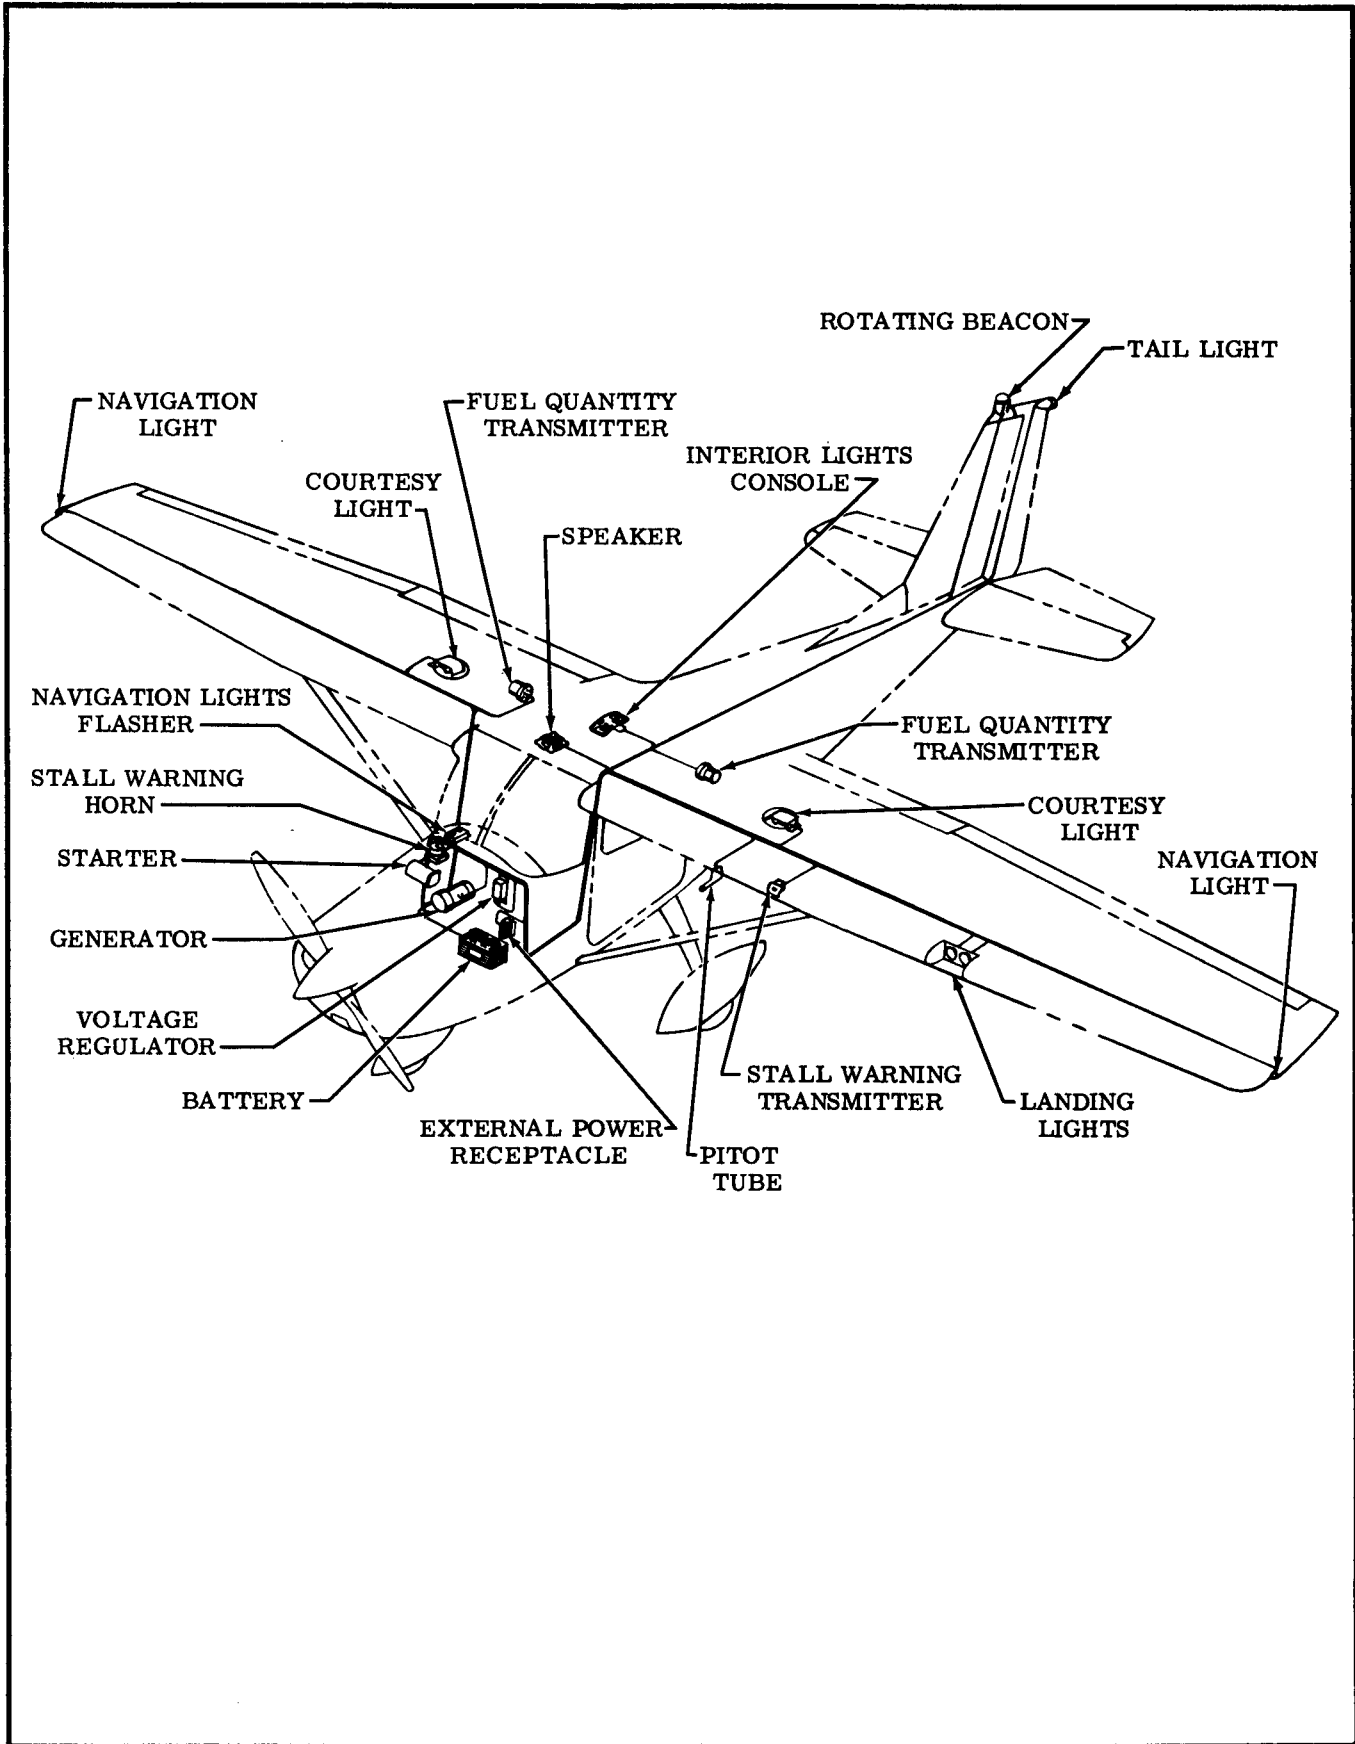 ROTATING BEACON
TAIL LIGHT
NAVIGATION
LIGHT
FUEL QUANTITY
TRANSMITTER
INTERIOR LIGHTS
CONSOLE
COURTESY
LIGHT
SPEAKER
NAVIGATION LIGHTS
FLASHER
FUEL QUANTITY
TRANSMITTER
STALL WARNING
HORN
COURTESY
LIGHT
STARTER
NAVIGATION
LIGHT
GENERATOR
VOLTAGE
REGULATOR
STALL WARNING
TRANSMITTER
BATTERY
LANDING
LIGHTS
EXTERNAL POWER
RECEPTACLE
PITOT
TUBE